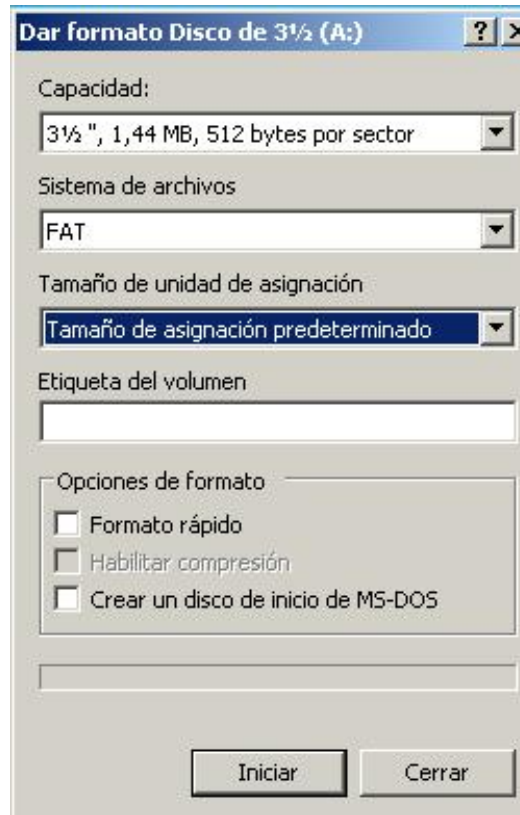 Dar formato Disco de 3½ (A:)
Capacidad:
3½ ", 1,44 MB, 512 bytes por sector
Sistema de archivos
FAT
Tamaño de unidad de asignación
Tamaño de asignación predeterminado
Etiqueta del volumen
Opciones de formato
Formato rápido
Habilitar compresión
Crear un disco de inicio de MS-DOS
Iniciar Cerrar